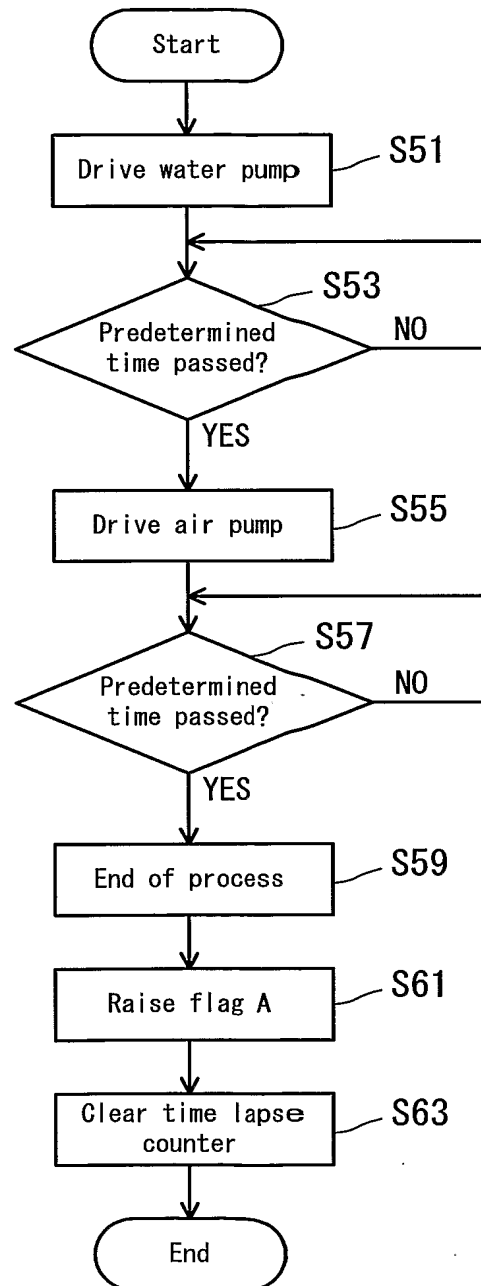 Start
Drive water pump
S51
S53
Predetermined
time passed?
NO
YES
Drive air pump
S55
S57
Predetermined
time passed?
NO
YES
End of process
S59
Raise flag A
S61
Clear time lapse
counter
S63
End